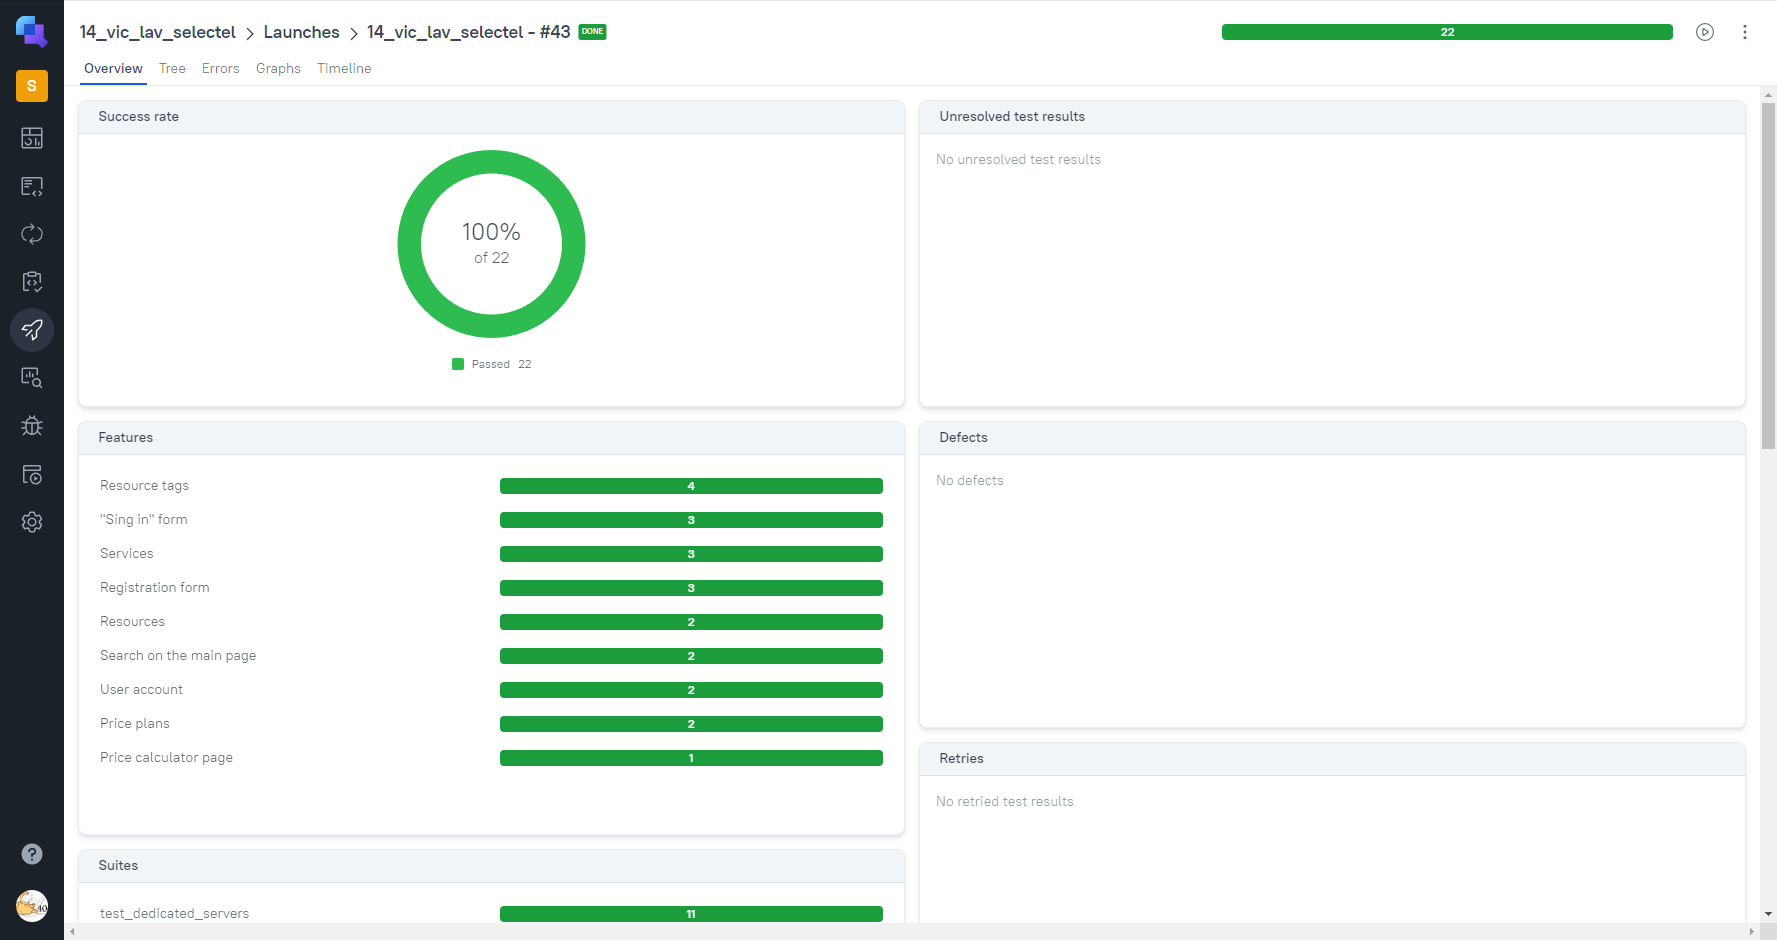 14_vic_lav_selectel > Launches > 14_vic_lav_selectel - #43 DONE
22
Overview Tree Errors Graphs Timeline
S
Success rate
100%
of 22
Passed 22
Unresolved test results
No unresolved test results
Features
Resource tags 4
"Sing in" form 3
Services 3
Registration form 3
Resources 2
Search on the main page 2
User account 2
Price plans 2
Price calculator page 1
Defects
No defects
Retries
No retried test results
Suites
test_dedicated_servers 11
?